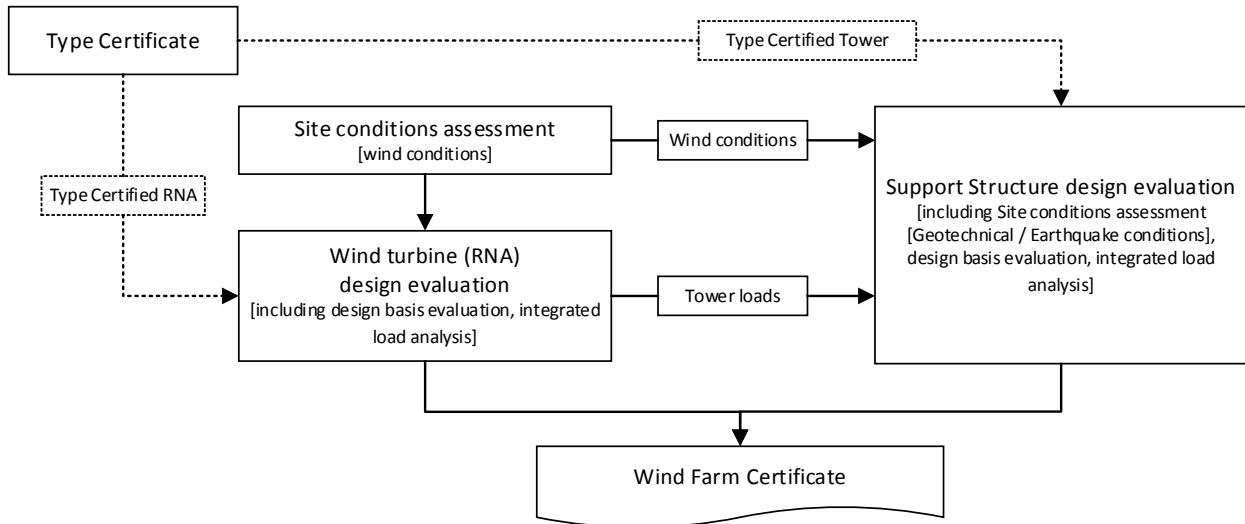 Type Certificate
Type Certified Tower
Site conditions assessment
[wind conditions]
Wind conditions
Type Certified RNA
Support Structure design evaluation
[including Site conditions assessment
[Geotechnical / Earthquake conditions],
design basis evaluation, integrated load
analysis]
Wind turbine (RNA)
design evaluation
[including design basis evaluation, integrated
load analysis]
Tower loads
Wind Farm Certificate